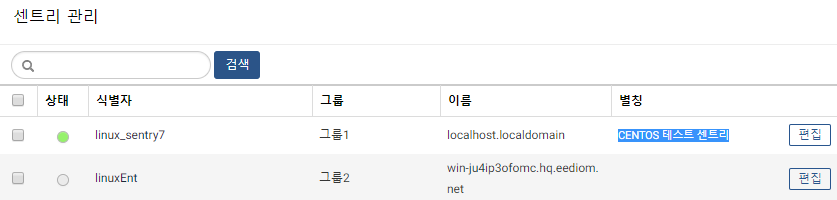 센트리 관리
검색
상태 식별자 그룹 이름 별칭
linux_sentry7 그룹1 localhost.localdomain CENTOS 테스트 센트리 편집
linuxEnt 그룹2 win-ju4ip3ofomc.hq.eediom. 편집
net